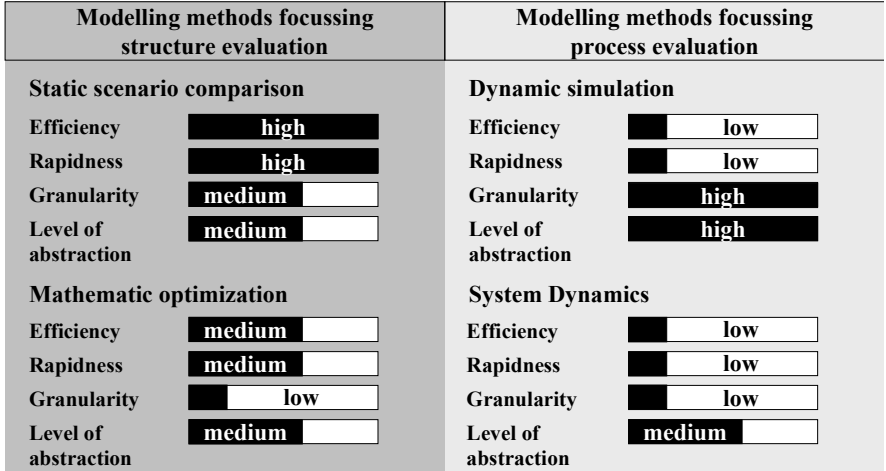 Modelling methods focussing
structure evaluation
Static scenario comparison
Efficiency high
Rapidness high
Granularity medium
Level of medium
abstraction
Mathematic optimization
Efficiency medium
Rapidness medium
Granularity low
Level of medium
abstraction
Modelling methods focussing
process evaluation
Dynamic simulation
Efficiency low
Rapidness low
Granularity high
Level of high
abstraction
System Dynamics
Efficiency low
Rapidness low
Granularity low
Level of medium
abstraction